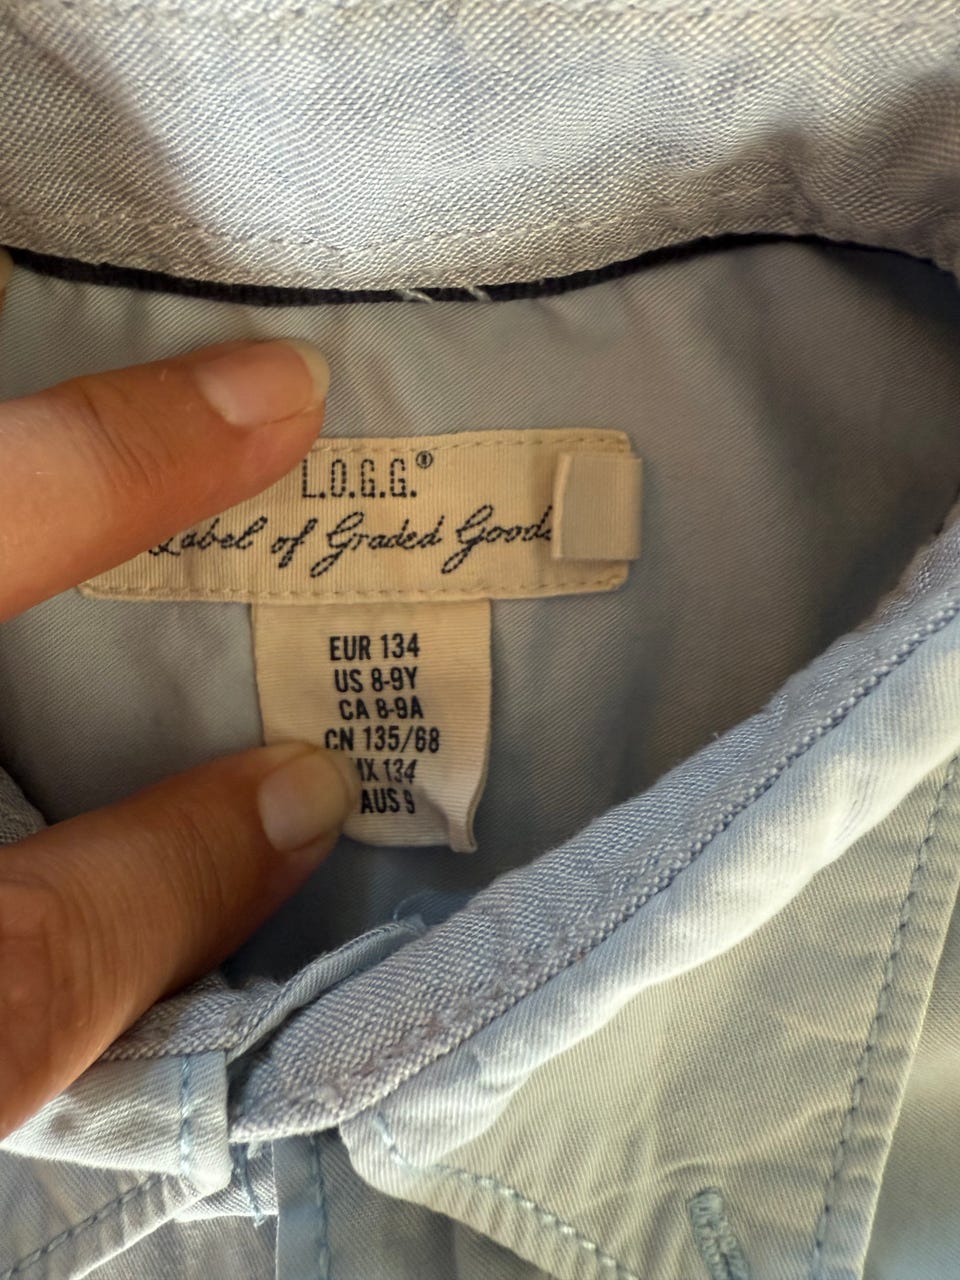 L.O.G.G.®
Label of Graded Goods
EUR 134
US 8-9Y
CA 8-9A
CN 135/68
MX 134
AUS 9